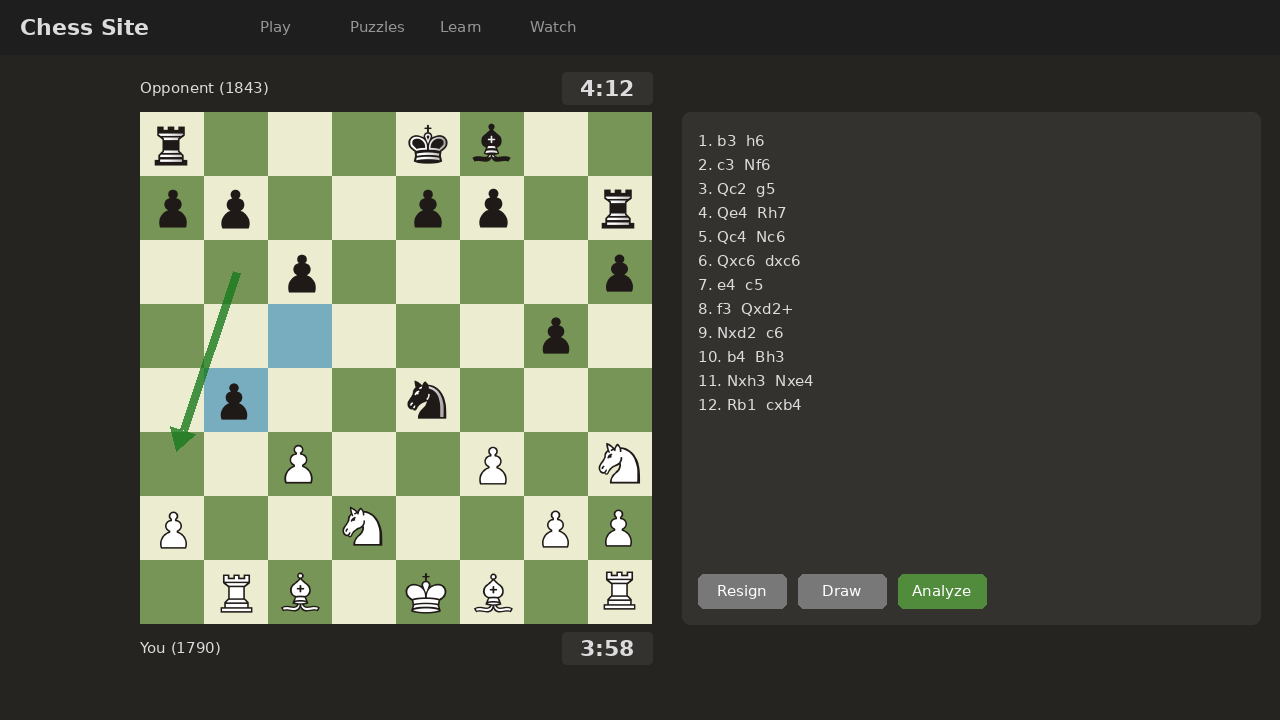 Chess Site Play Puzzles Learn Watch
Opponent (1843) 4:12
1. b3 h6
2. c3 Nf6
3. Qc2 g5
4. Qe4 Rh7
5. Qc4 Nc6
6. Qxc6 dxc6
7. e4 c5
8. f3 Qxd2+
9. Nxd2 c6
10. b4 Bh3
11. Nxh3 Nxe4
12. Rb1 cxb4
Resign Draw Analyze
You (1790) 3:58